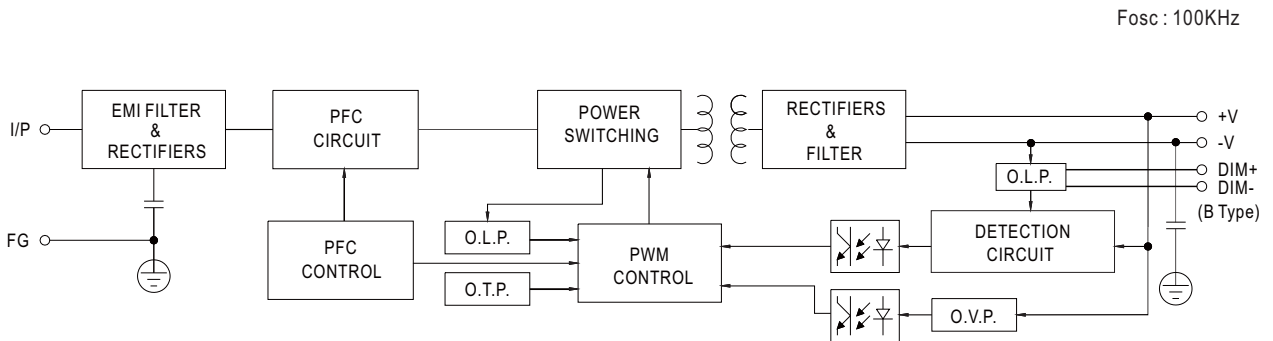 Fosc : 100KHz
I/P
EMI FILTER
&
RECTIFIERS
PFC
CIRCUIT
POWER
SWITCHING
RECTIFIERS
&
FILTER
+V
-V
DIM+
DIM-
(B Type)
O.L.P.
FG
PFC
CONTROL
O.L.P.
O.T.P.
PWM
CONTROL
DETECTION
CIRCUIT
O.V.P.